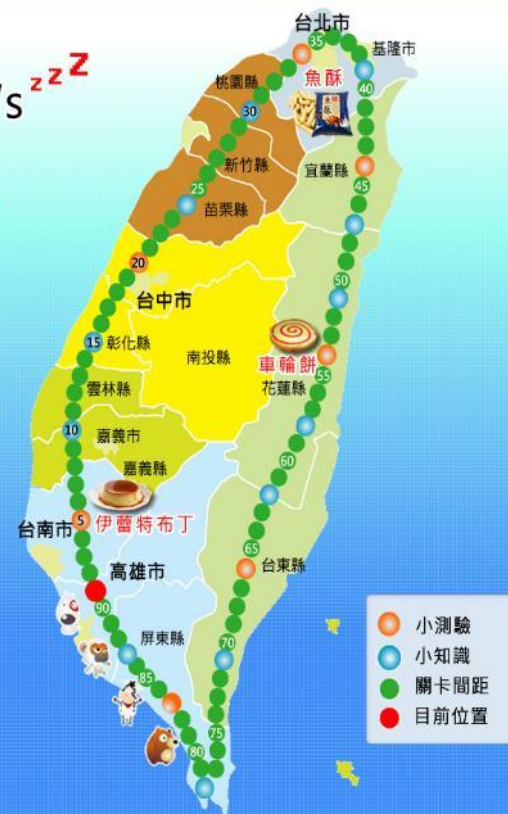 's zzZ
台北市
35
基隆市
桃園縣
魚酥
40
30
新竹縣
宜蘭縣
25
45
苗栗縣
20
50
台中市
15
彰化縣
南投縣
車輪餅
55
雲林縣
花蓮縣
10
嘉義市
60
嘉義縣
5
伊蕾特布丁
台南市
65
台東縣
高雄市
90
屏東縣
70
85
75
80
小測驗
小知識
關卡間距
目前位置